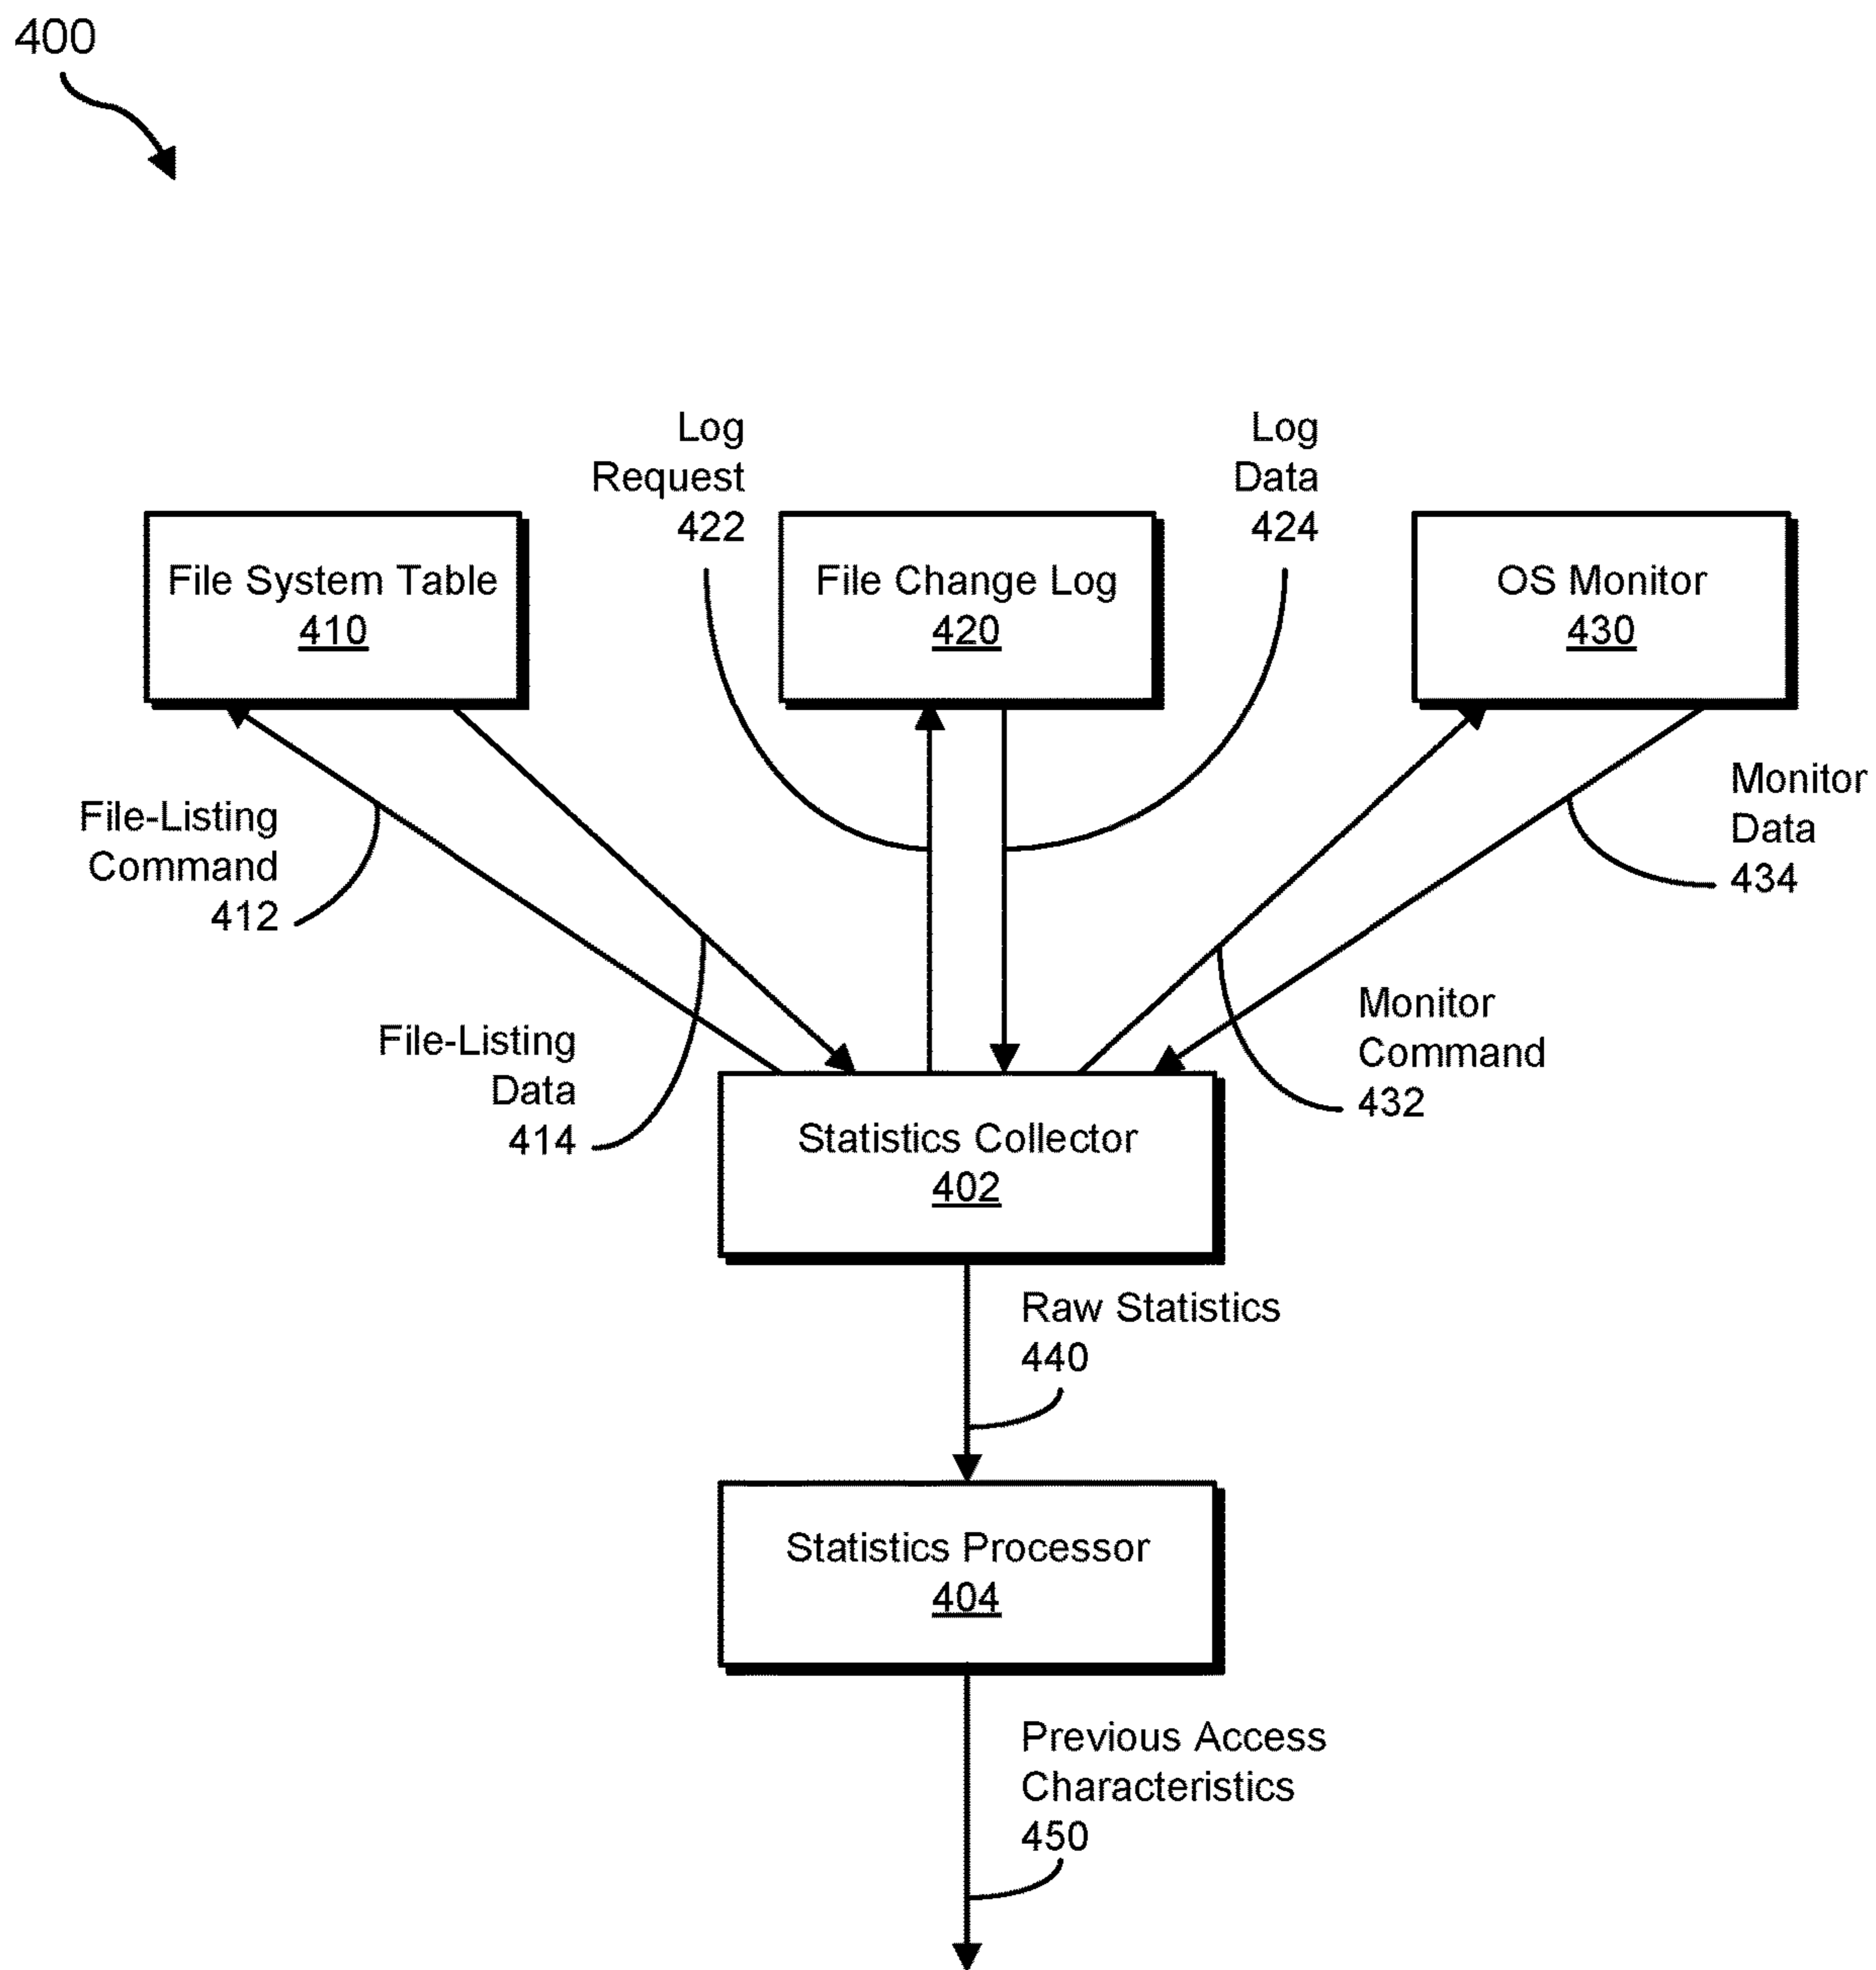 400
Log
Request
422
Log
Data
424
File System Table
410
File Change Log
420
OS Monitor
430
File-Listing
Command
412
Monitor
Data
434
File-Listing
Data
414
Monitor
Command
432
Statistics Collector
402
Raw Statistics
440
Statistics Processor
404
Previous Access
Characteristics
450